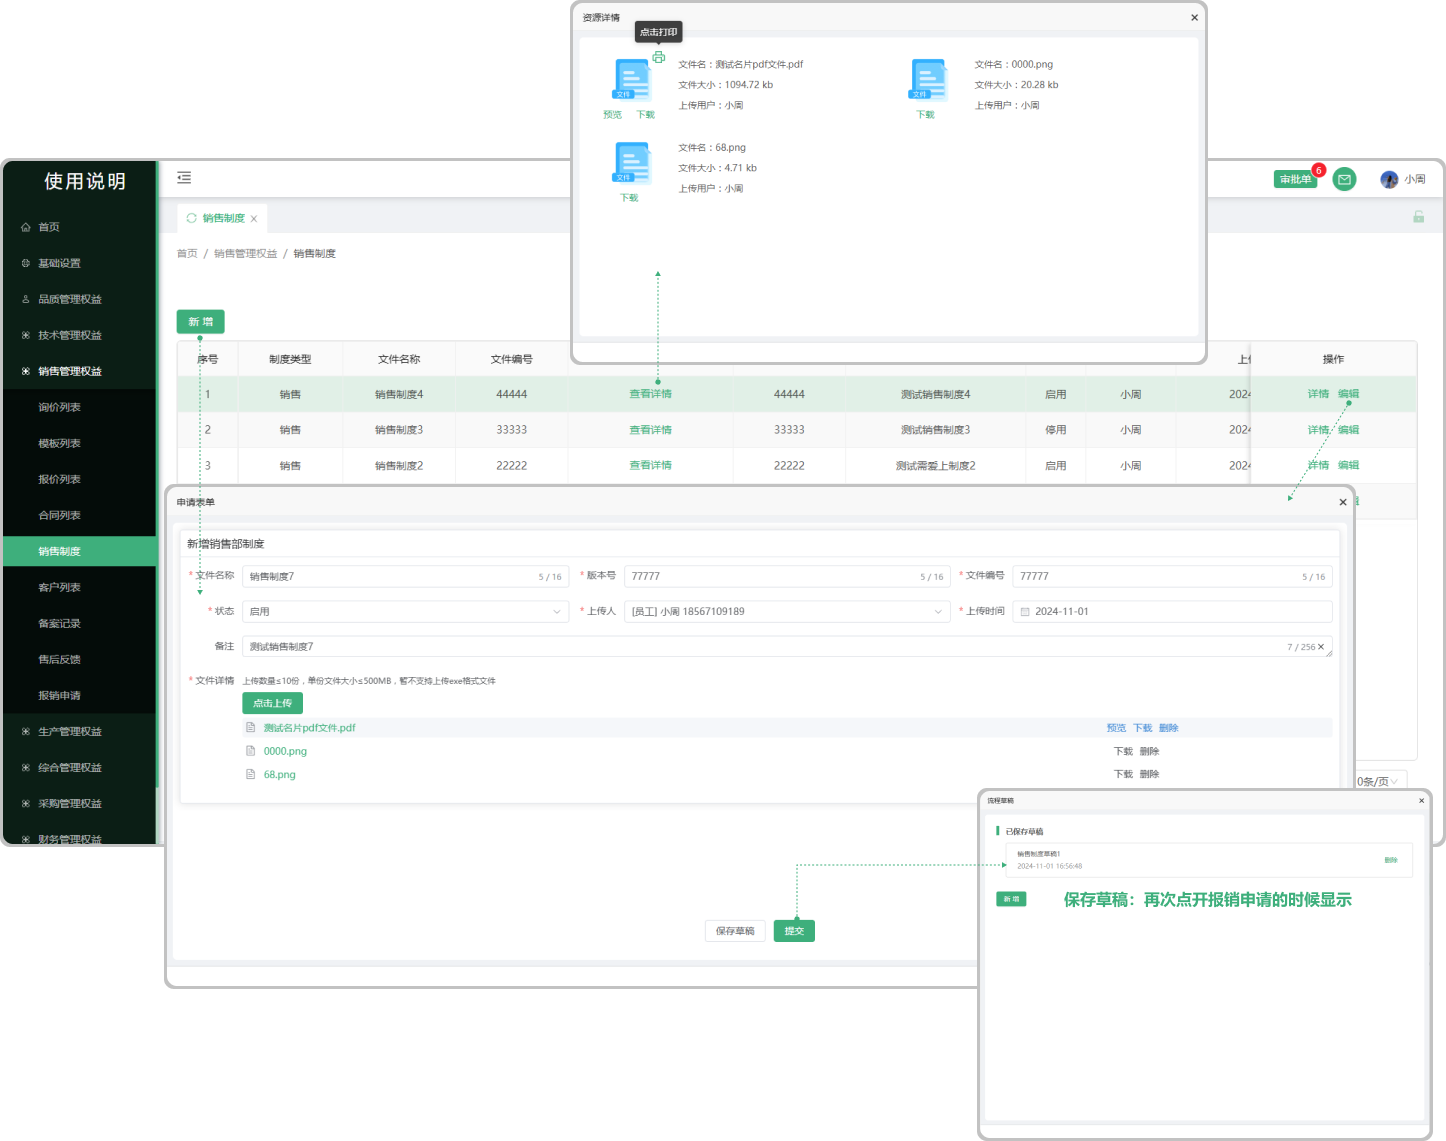 资源详情
点击打印
文件名：测试名片pdf文件.pdf
文件大小：1094.72 kb
上传用户：小周
预览 下载
文件
文件名：0000.png
文件大小：20.28 kb
上传用户：小周
下载
文件
文件名：68.png
文件大小：4.71 kb
上传用户：小周
下载
文件
使用说明
首页
基础设置
品质管理权益
技术管理权益
销售管理权益
询价列表
模板列表
报价列表
合同列表
销售制度
客户列表
备案记录
售后反馈
报销申请
生产管理权益
综合管理权益
采购管理权益
财务管理权益
审批单 6
小周
销售制度
首页 / 销售管理权益 / 销售制度
新 增
序号 制度类型 文件名称 文件编号 操作
1 销售 销售制度4 44444 查看详情 44444 测试销售制度4 启用 小周 2024 详情 编辑
2 销售 销售制度3 33333 查看详情 33333 测试销售制度3 停用 小周 2024 详情 编辑
3 销售 销售制度2 22222 查看详情 22222 测试需爱上制度2 启用 小周 2024 详情 编辑
0条/页
申请表单
新增销售部制度
* 文件名称 销售制度7 5 / 16 * 版本号 77777 5 / 16 * 文件编号 77777 5 / 16
* 状态 启用 * 上传人 [员工] 小周 18567109189 * 上传时间 2024-11-01
备注 测试销售制度7 7 / 256
* 文件详情 上传数量≤10份，单份文件大小≤500MB，暂不支持上传exe格式文件
点击上传
测试名片pdf文件.pdf 预览 下载 删除
0000.png 下载 删除
68.png 下载 删除
保存草稿 提交
流程草稿
已保存草稿
销售制度草稿1
2024-11-01 16:56:48
删除
新 增
保存草稿：再次点开报销申请的时候显示